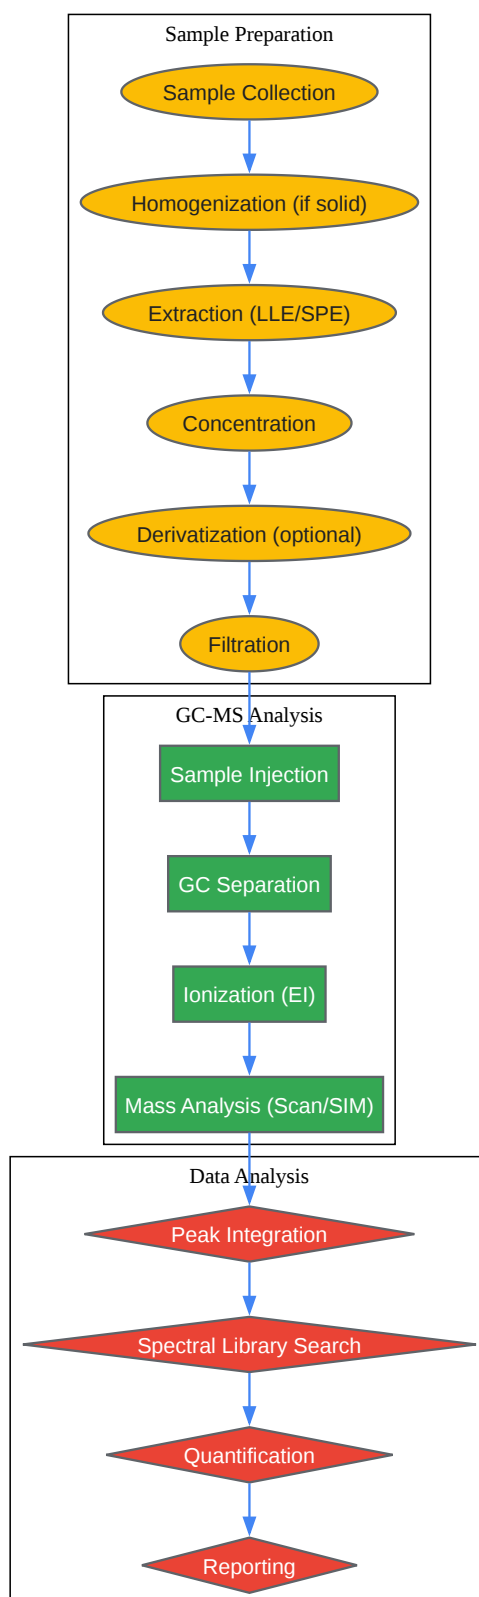 Sample Preparation
Sample Collection
Homogenization (if solid)
Extraction (LLE/SPE)
Concentration
Derivatization (optional)
Filtration
GC-MS Analysis
Sample Injection
GC Separation
Ionization (EI)
Mass Analysis (Scan/SIM)
Data Analysis
Peak Integration
Spectral Library Search
Quantification
Reporting